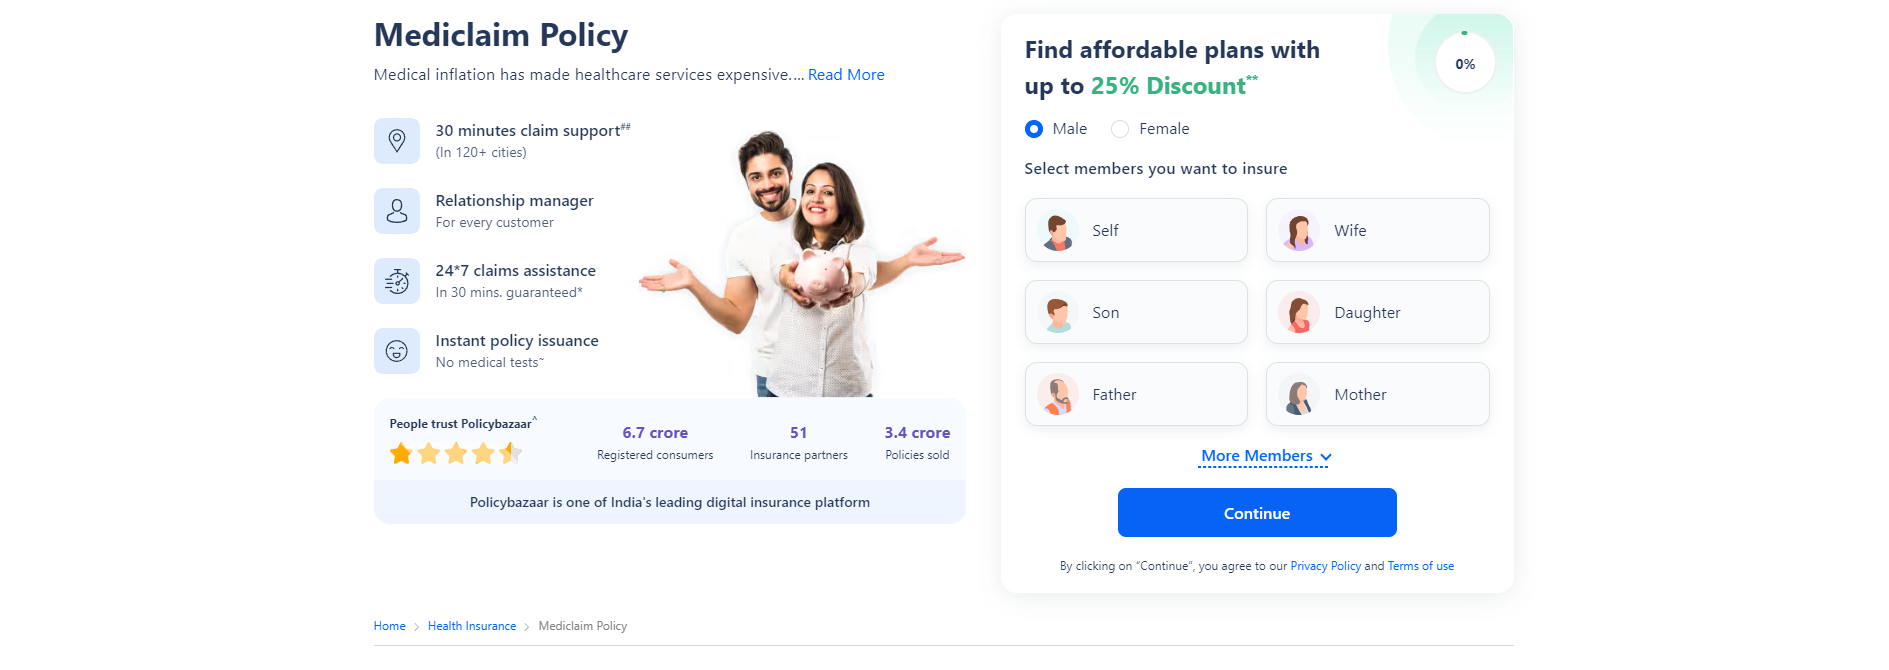 Mediclaim Policy
Medical inflation has made healthcare services expensive.... Read More
30 minutes claim support##
(In 120+ cities)
Relationship manager
For every customer
24*7 claims assistance
In 30 mins. guaranteed*
Instant policy issuance
No medical tests~
People trust Policybazaar^
6.7 crore
Registered consumers
51
Insurance partners
3.4 crore
Policies sold
Policybazaar is one of India's leading digital insurance platform
Find affordable plans with
up to 25% Discount**
0%
Male Female
Select members you want to insure
Self Wife
Son Daughter
Father Mother
More Members
Continue
By clicking on “Continue”, you agree to our Privacy Policy and Terms of use
Home > Health Insurance > Mediclaim Policy